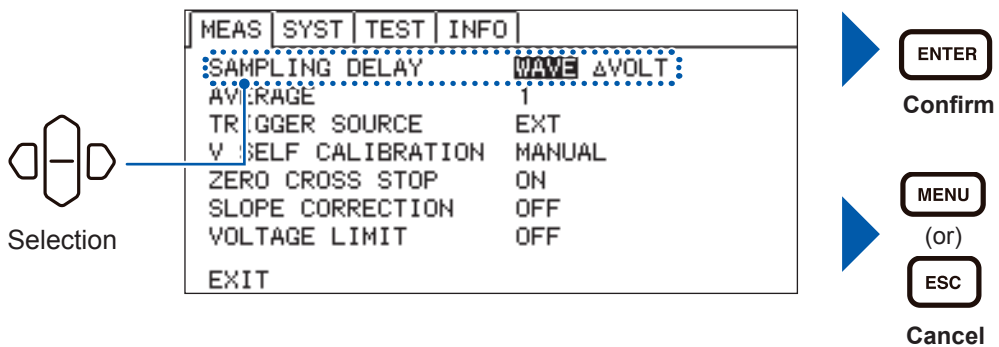 MEAS SYST TEST INFO
SAMPLING DELAY WAVE ΔVOLT
AVERAGE 1
TRIGGER SOURCE EXT
V SELF CALIBRATION MANUAL
ZERO CROSS STOP ON
SLOPE CORRECTION OFF
VOLTAGE LIMIT OFF
EXIT
Selection
ENTER
Confirm
MENU
(or)
ESC
Cancel